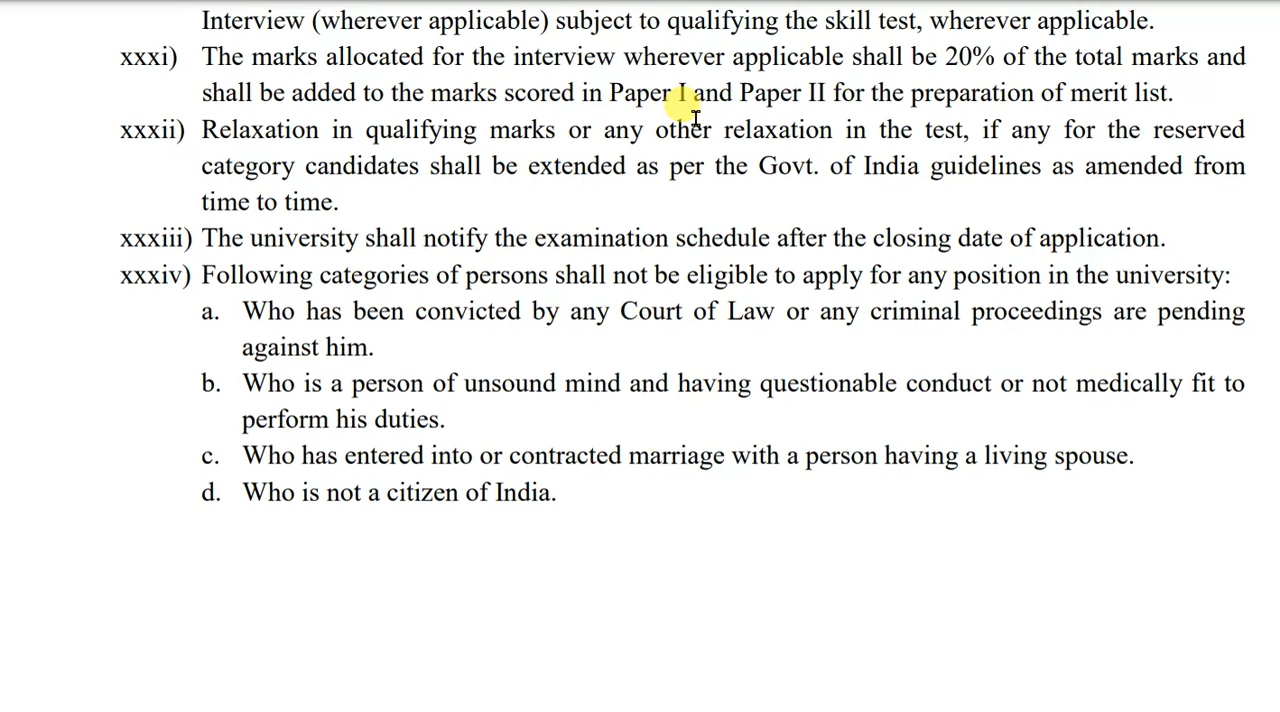 Interview (wherever applicable) subject to qualifying the skill test, wherever applicable.
xxxi) The marks allocated for the interview wherever applicable shall be 20% of the total marks and
shall be added to the marks scored in Paper I and Paper II for the preparation of merit list.
xxxii) Relaxation in qualifying marks or any other relaxation in the test, if any for the reserved
category candidates shall be extended as per the Govt. of India guidelines as amended from
time to time.
xxxiii) The university shall notify the examination schedule after the closing date of application.
xxxiv) Following categories of persons shall not be eligible to apply for any position in the university:
a. Who has been convicted by any Court of Law or any criminal proceedings are pending
against him.
b. Who is a person of unsound mind and having questionable conduct or not medically fit to
perform his duties.
c. Who has entered into or contracted marriage with a person having a living spouse.
d. Who is not a citizen of India.